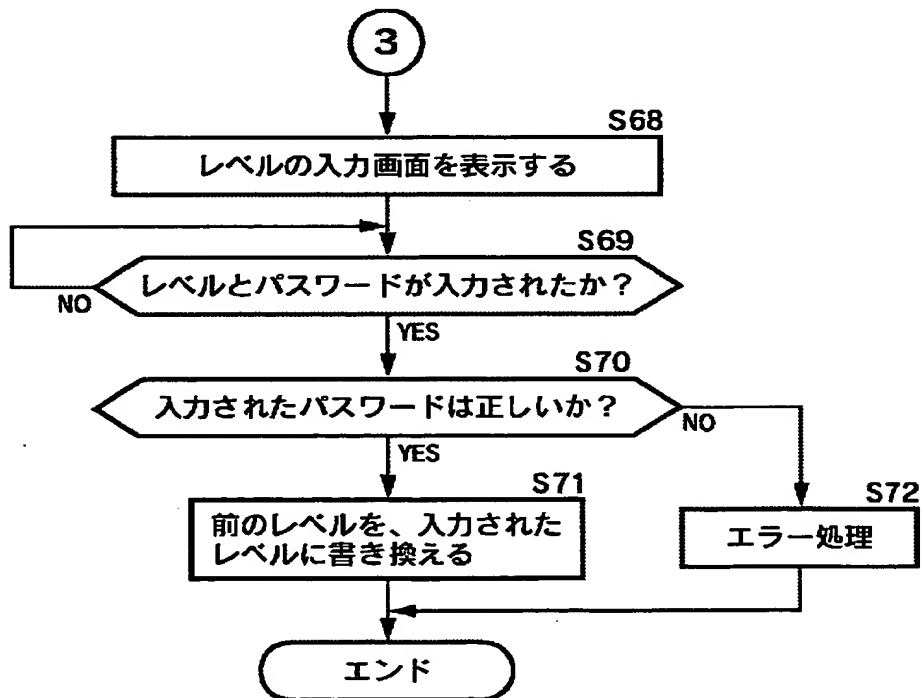 3
S68
レベルの入力画面を表示する
S69
レベルとパスワードが入力されたか？
NO
YES
S70
入力されたパスワードは正しいか？
NO
YES
S71
前のレベルを、入力された
レベルに書き換える
S72
エラー処理
エンド